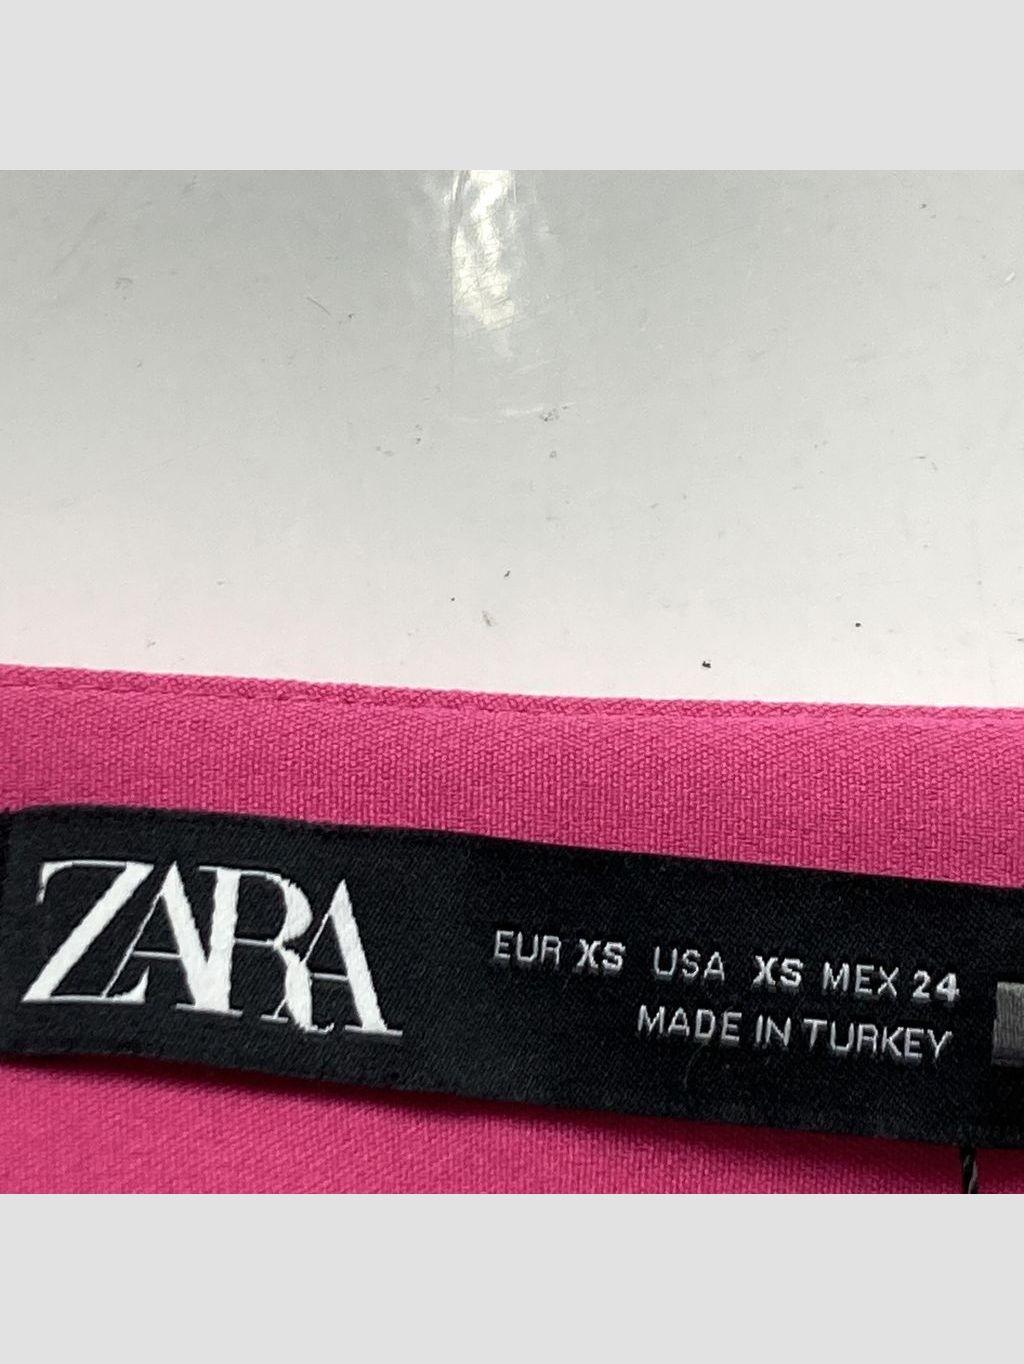 ZARA
EUR XS USA XS MEX 24
MADE IN TURKEY